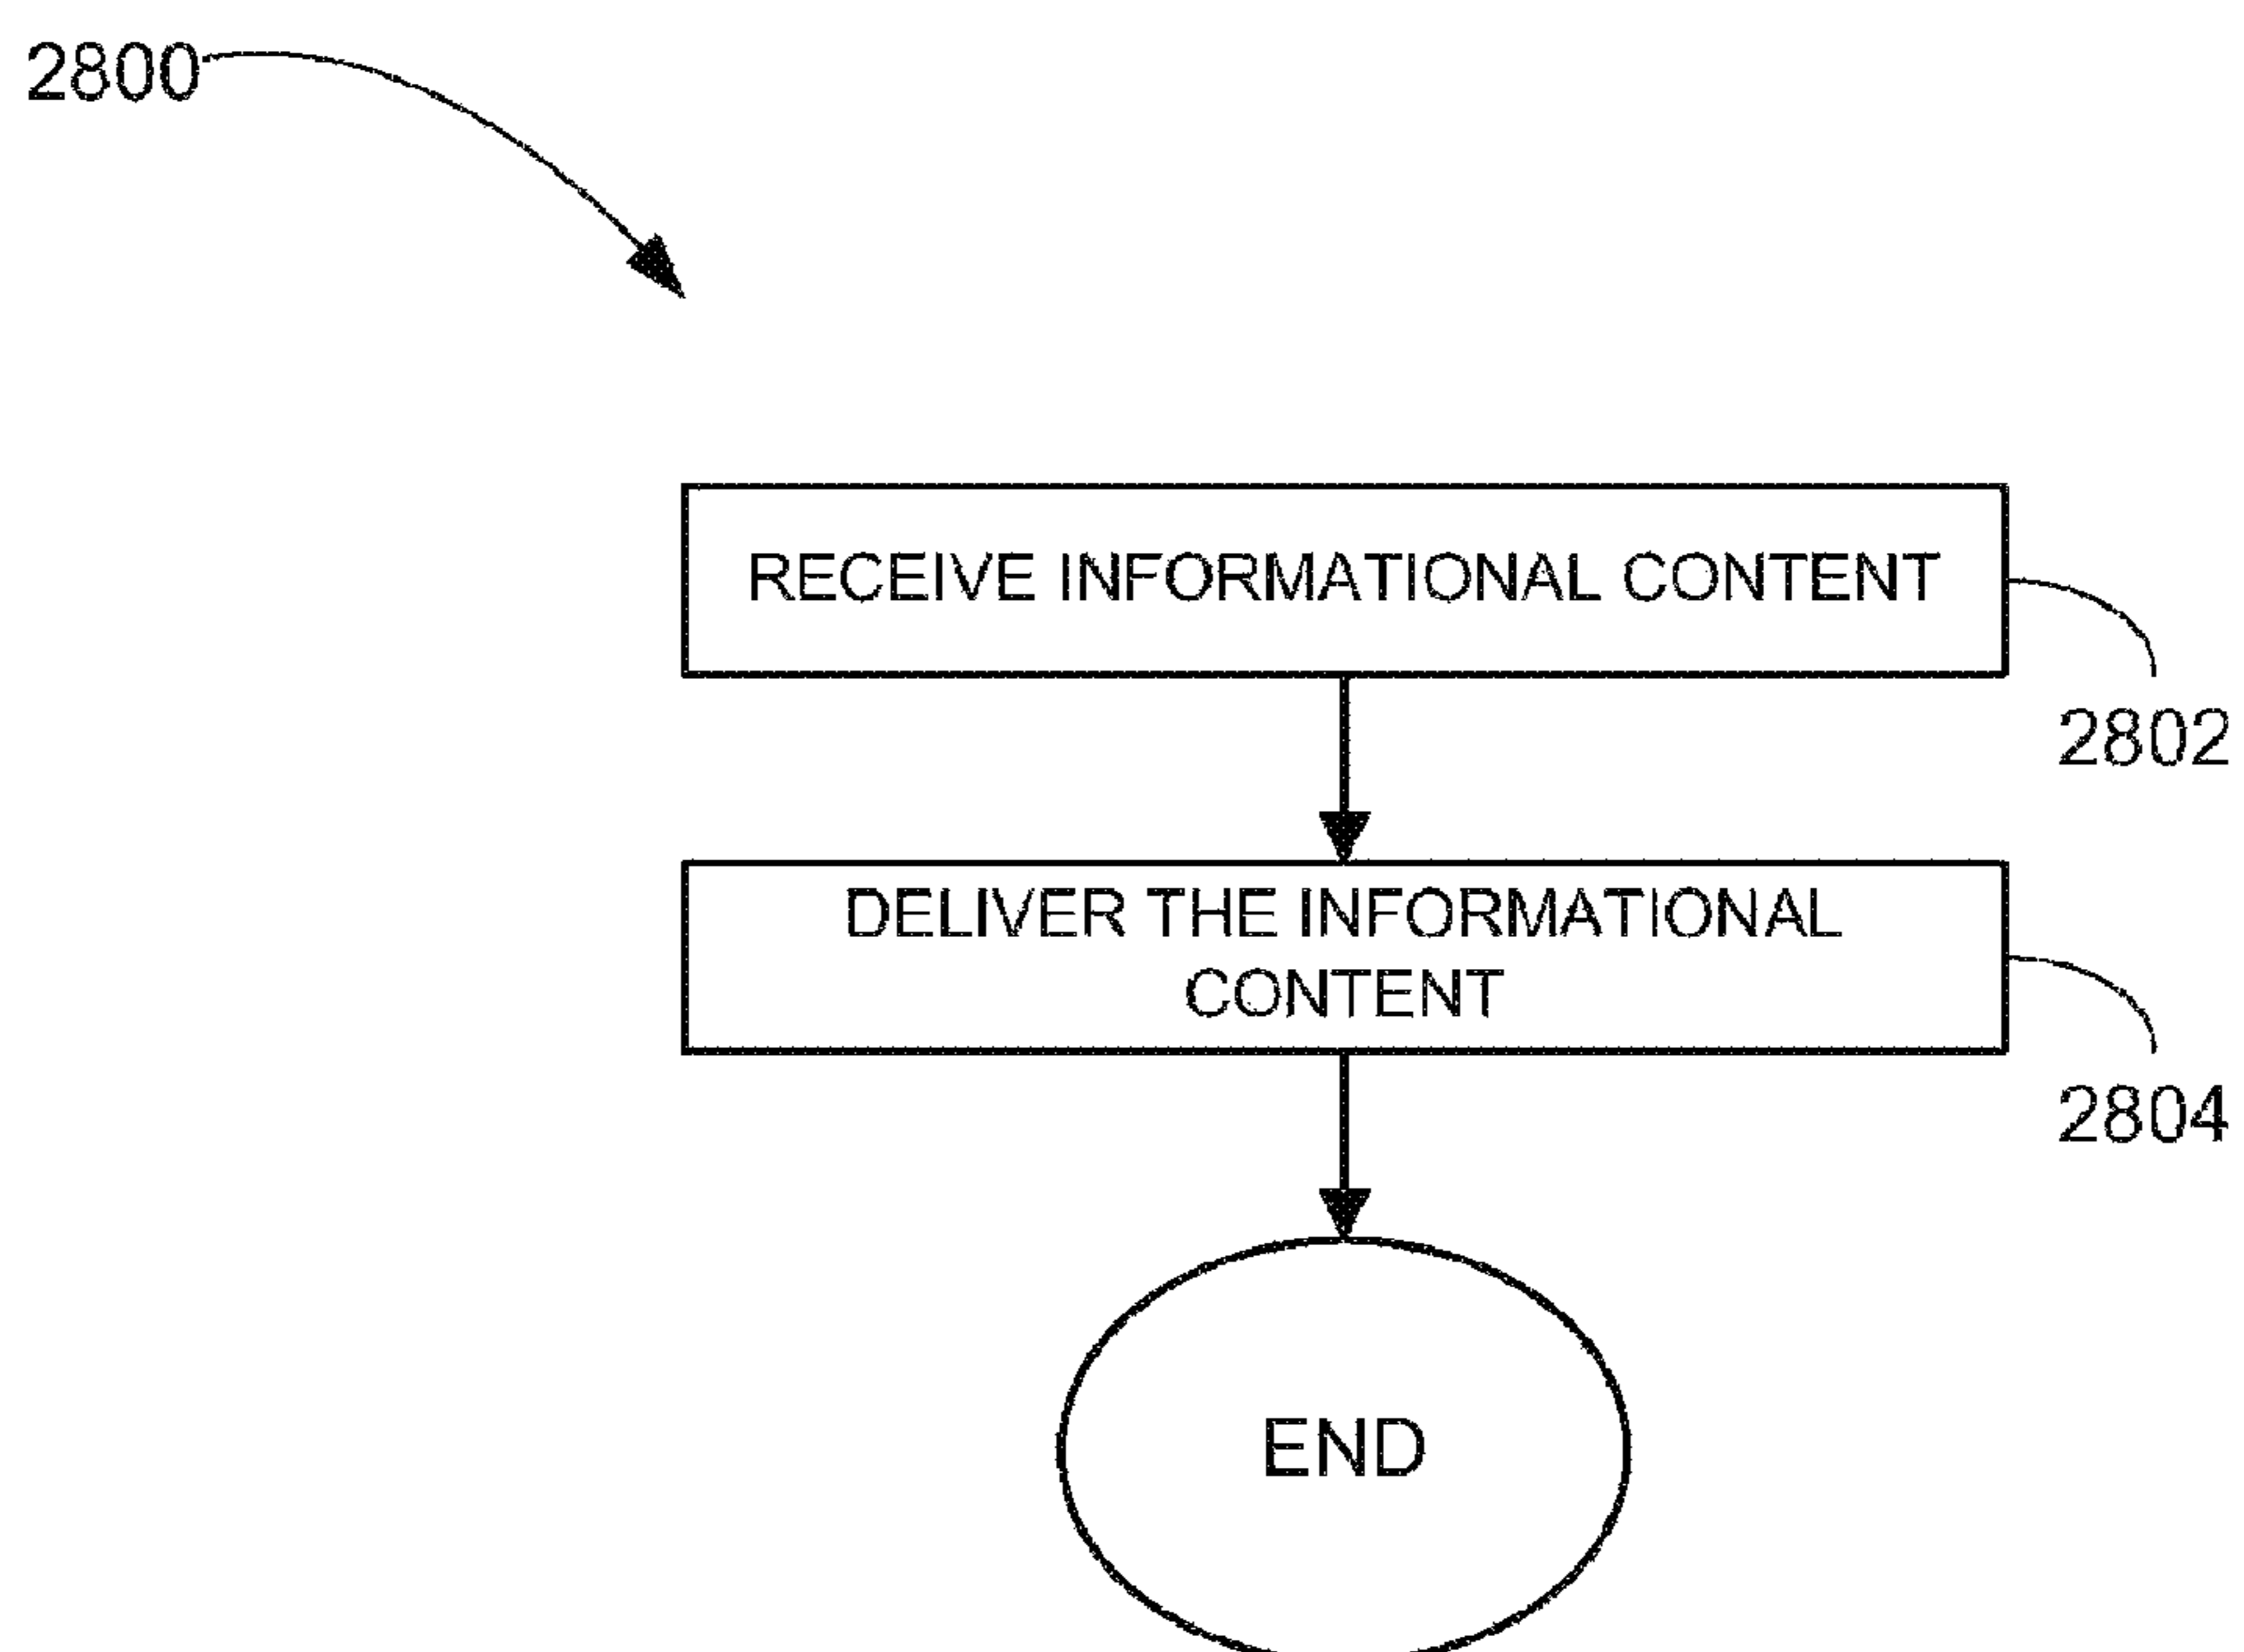 2800
RECEIVE INFORMATIONAL CONTENT
2802
DELIVER THE INFORMATIONAL
CONTENT
2804
END